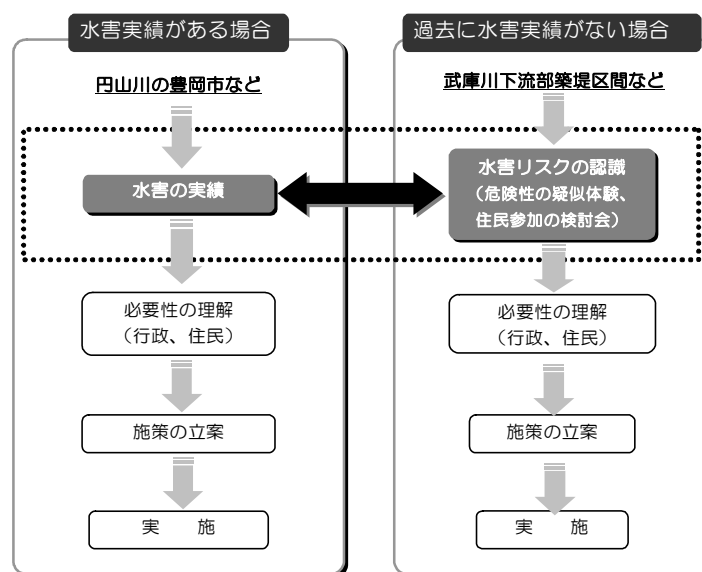 水害実績がある場合
円山川の豊岡市など
水害の実績
必要性の理解
（行政、住民）
施策の立案
実　施
過去に水害実績がない場合
武庫川下流部築堤区間など
水害リスクの認識
（危険性の疑似体験、
住民参加の検討会）
必要性の理解
（行政、住民）
施策の立案
実　施